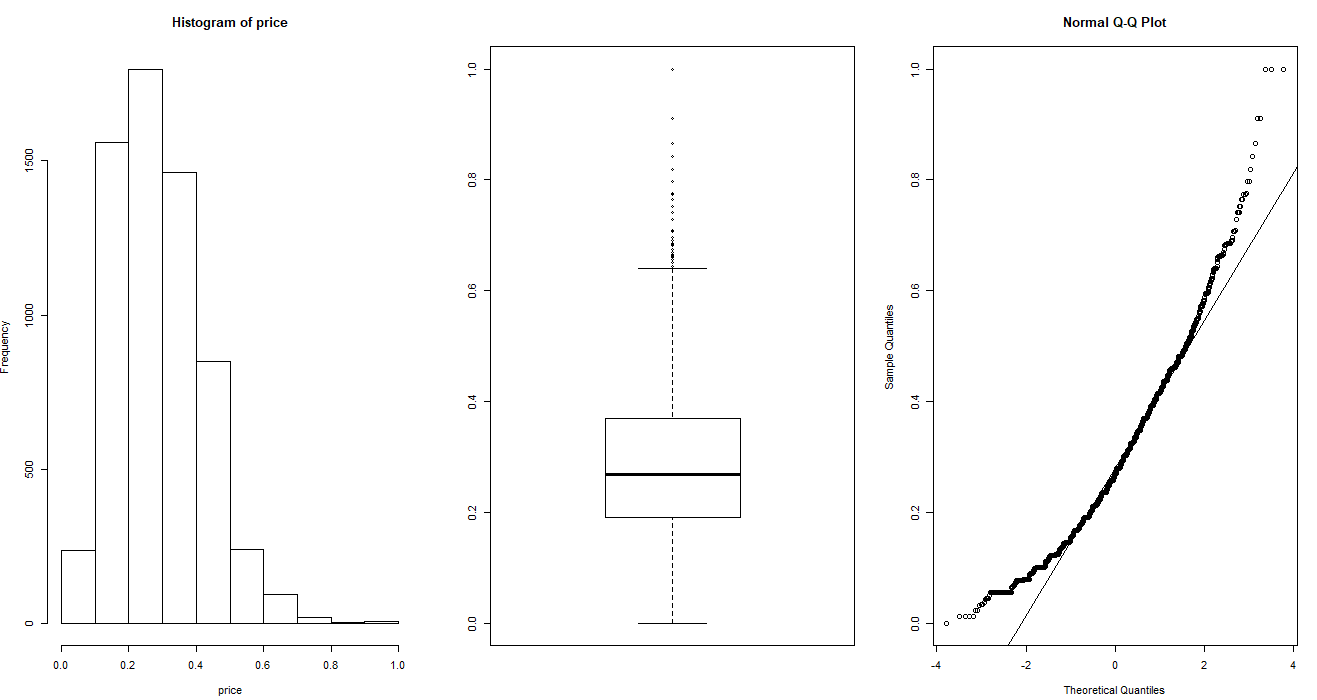 Histogram of price
Frequency
1500
1000
500
0
0.0 0.2 0.4 0.6 0.8 1.0
price
1.0
0.8
0.6
0.4
0.2
0.0
Normal Q-Q Plot
Sample Quantiles
1.0
0.8
0.6
0.4
0.2
0.0
-4 -2 0 2 4
Theoretical Quantiles